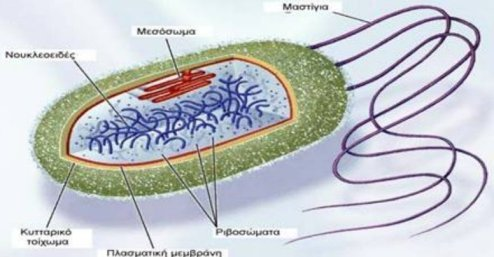 Μαστίγια
Μεσόσωμα
Νουκλεοειδές
Κυτταρικό
τοίχωμα
Ριβοσώματα
Πλασματική μεμβράνη